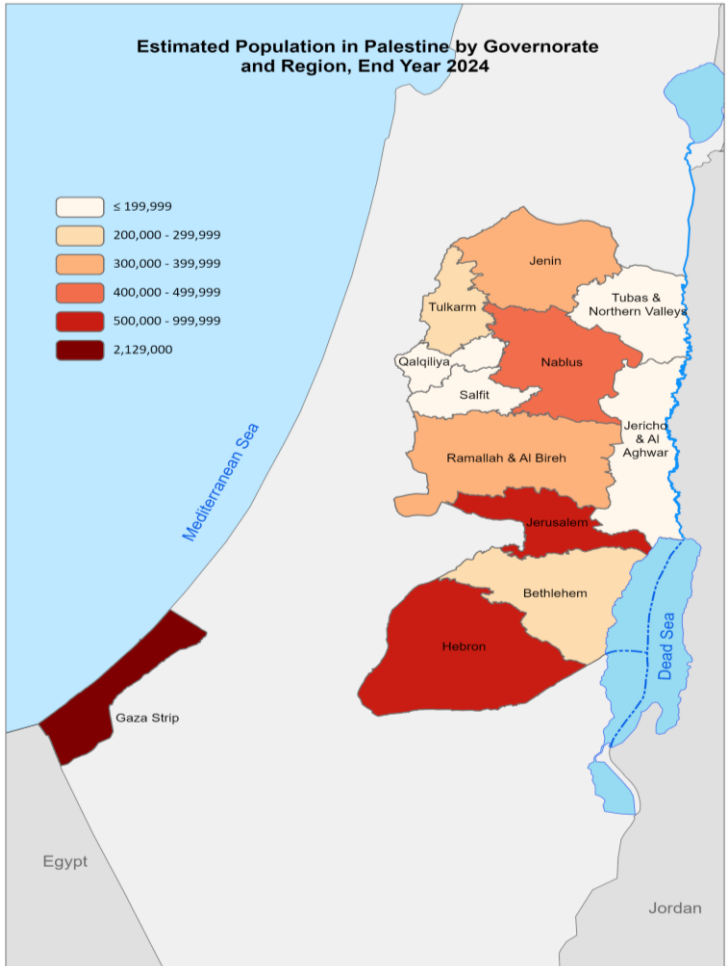 Estimated Population in Palestine by Governorate
and Region, End Year 2024
≤ 199,999
200,000 - 299,999
300,000 - 399,999
400,000 - 499,999
500,000 - 999,999
2,129,000
Jenin
Tubas &
Northern Valleys
Tulkarm
Qalqiliya
Nablus
Salfit
Jericho
& Al
Aghwar
Ramallah & Al Bireh
Mediterranean Sea
Jerusalem
Bethlehem
Hebron
Dead Sea
Gaza Strip
Egypt
Jordan